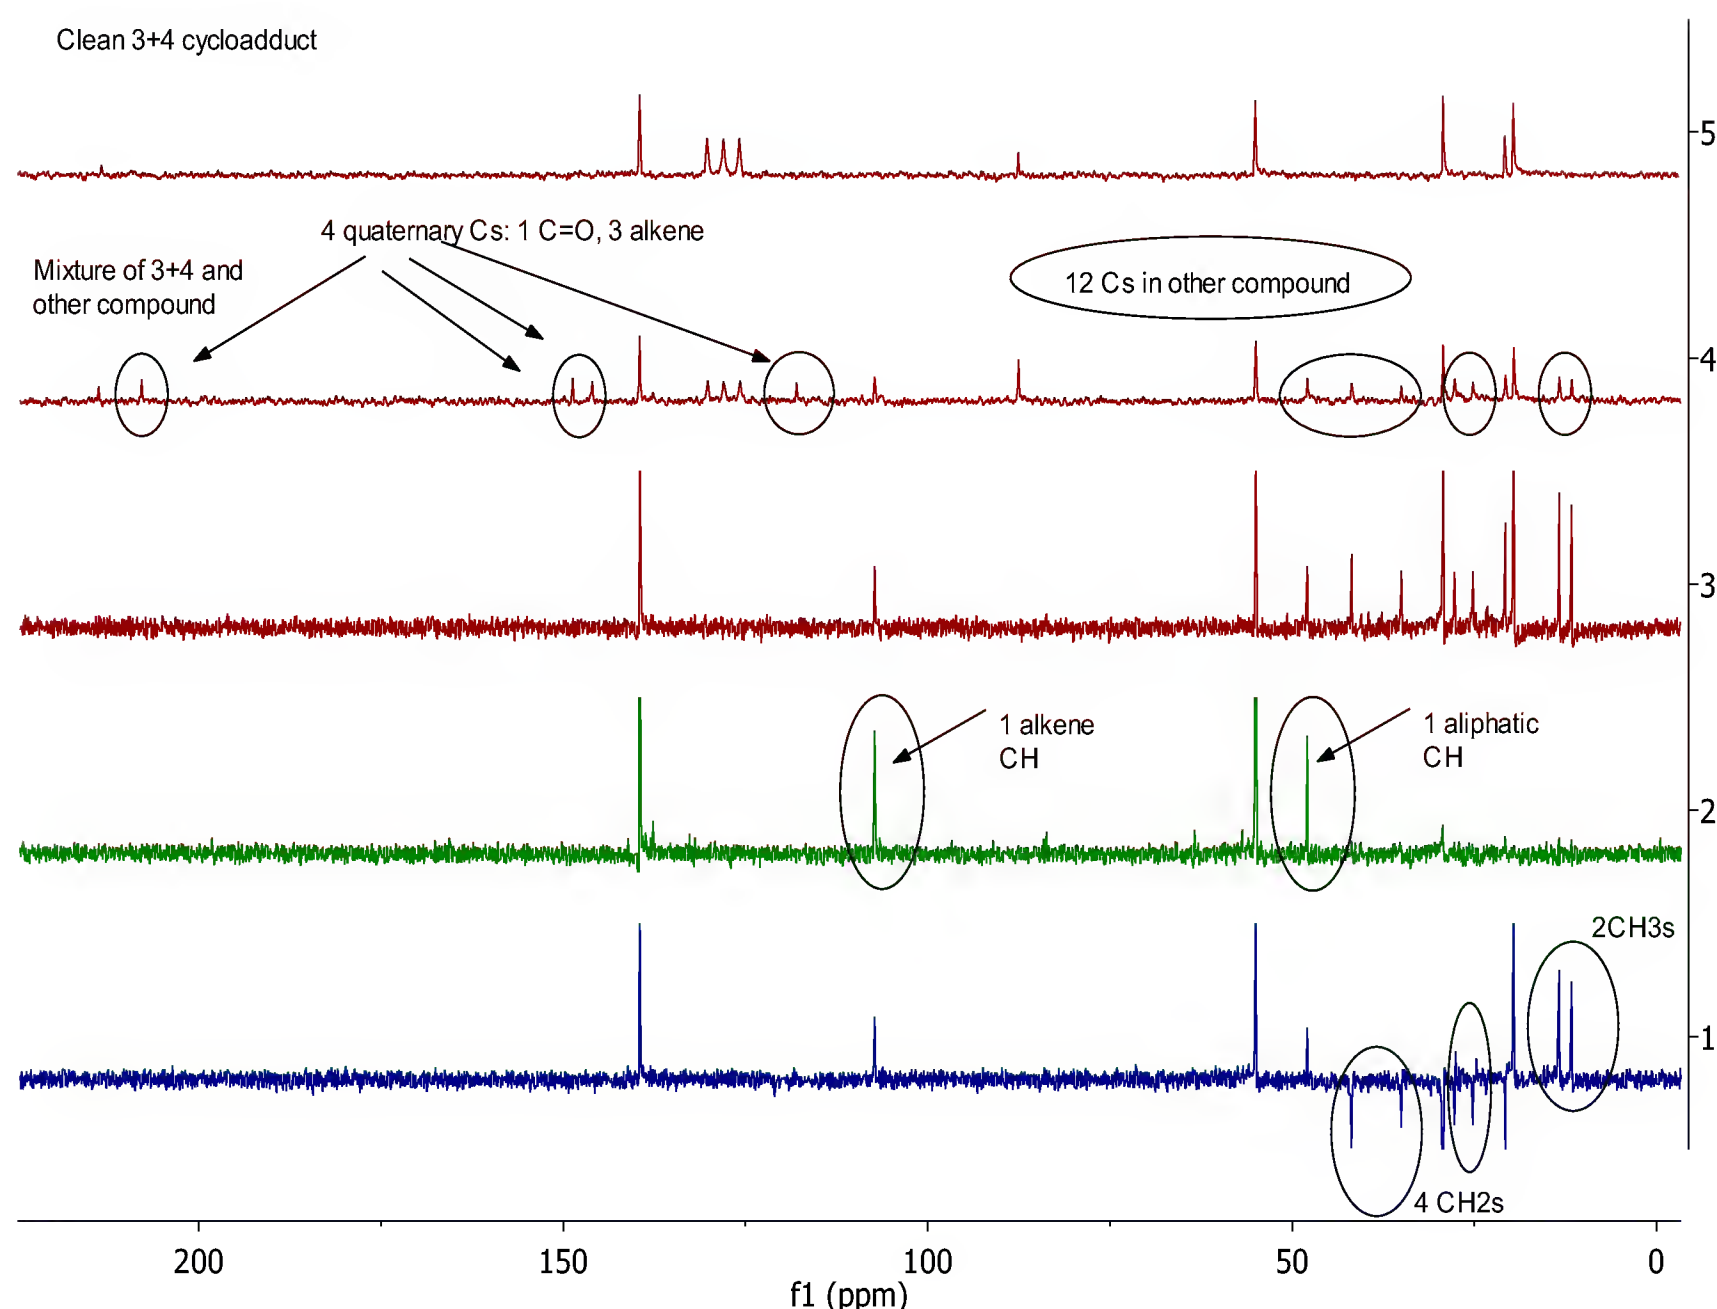 Clean 3+4 cycloadduct
5
4 quaternary Cs: 1 C=O, 3 alkene
Mixture of 3+4 and
other compound
12 Cs in other compound
4
3
1 alkene
CH
1 aliphatic
CH
2
2CH3s
1
4 CH2s
200 150 100 50 0
f1 (ppm)